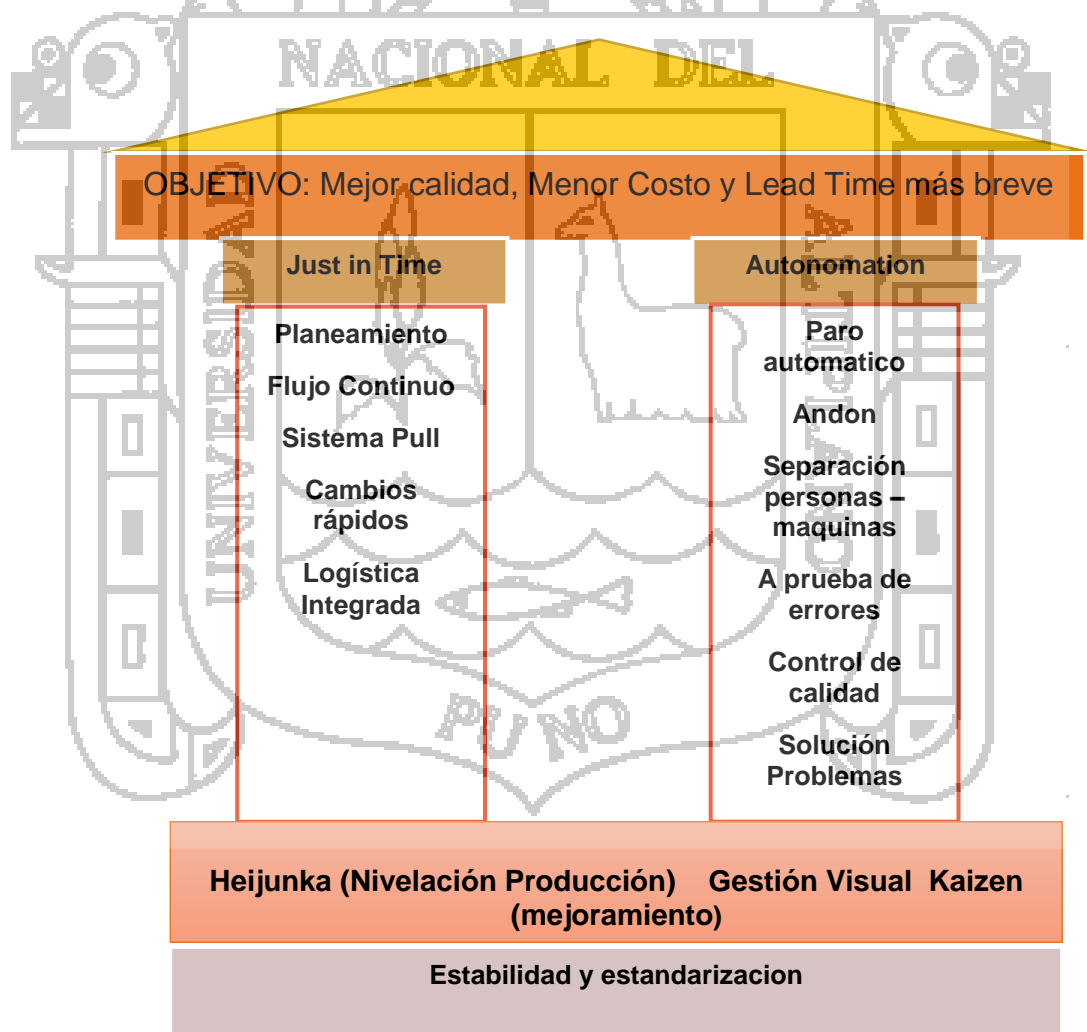 NACIONAL DEL
UNIVERSIDAD
ALTIPLANO
PUNO
OBJETIVO: Mejor calidad, Menor Costo y Lead Time más breve
Just in Time
Planeamiento
Flujo Continuo
Sistema Pull
Cambios
rápidos
Logística
Integrada
Autonomation
Paro
automatico
Andon
Separación
personas –
maquinas
A prueba de
errores
Control de
calidad
Solución
Problemas
Heijunka (Nivelación Producción) Gestión Visual Kaizen
(mejoramiento)
Estabilidad y estandarizacion